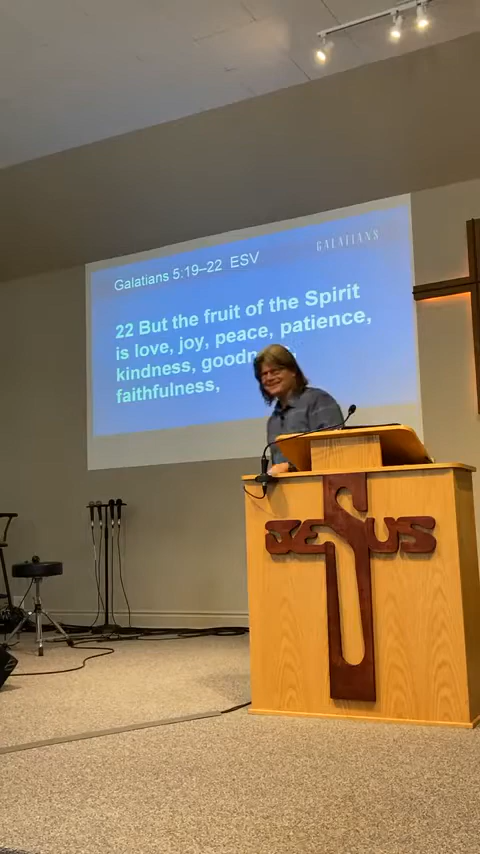 GALATIANS
Galatians 5:19–22 ESV
22 But the fruit of the Spirit
is love, joy, peace, patience,
kindness, goodn
faithfulness,
JESUS